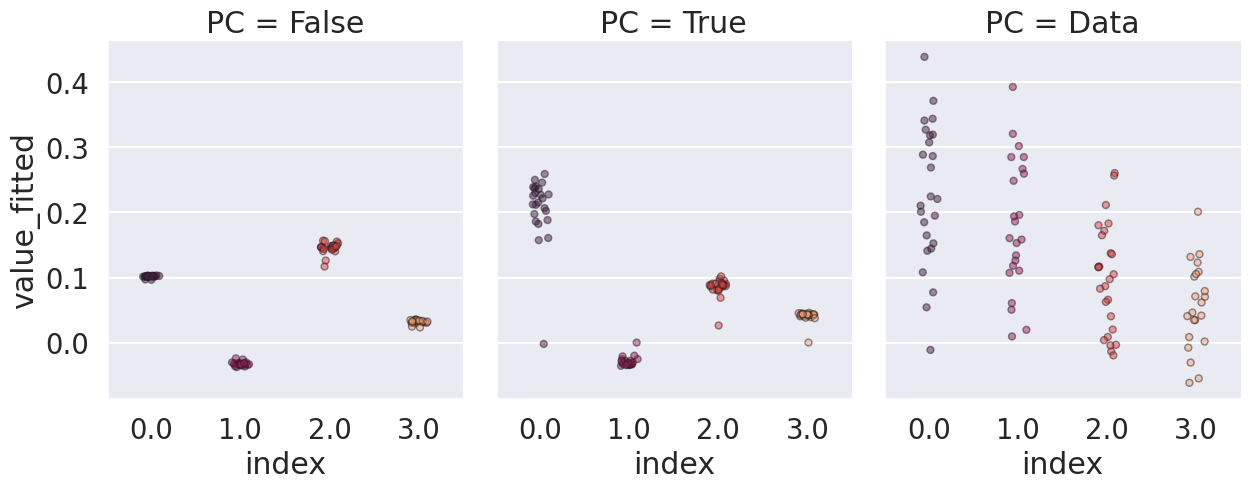 PC = False PC = True PC = Data
value_fitted
0.4
0.3
0.2
0.1
0.0
0.0 1.0 2.0 3.0 0.0 1.0 2.0 3.0 0.0 1.0 2.0 3.0
index index index